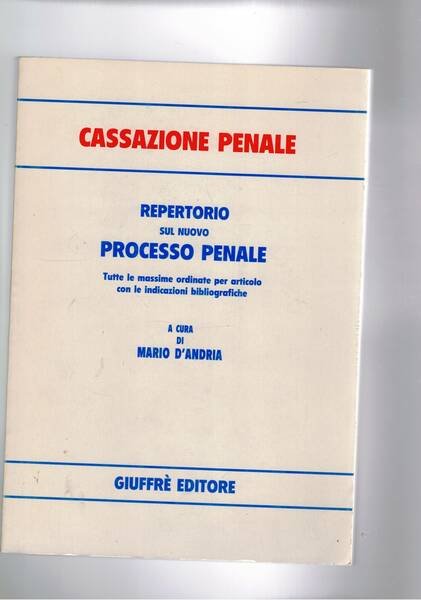 CASSAZIONE PENALE
REPERTORIO
SUL NUOVO
PROCESSO PENALE
Tutte le massime ordinate per articolo
con le indicazioni bibliografiche
A CURA
DI
MARIO D'ANDRIA
GIUFFRÈ EDITORE